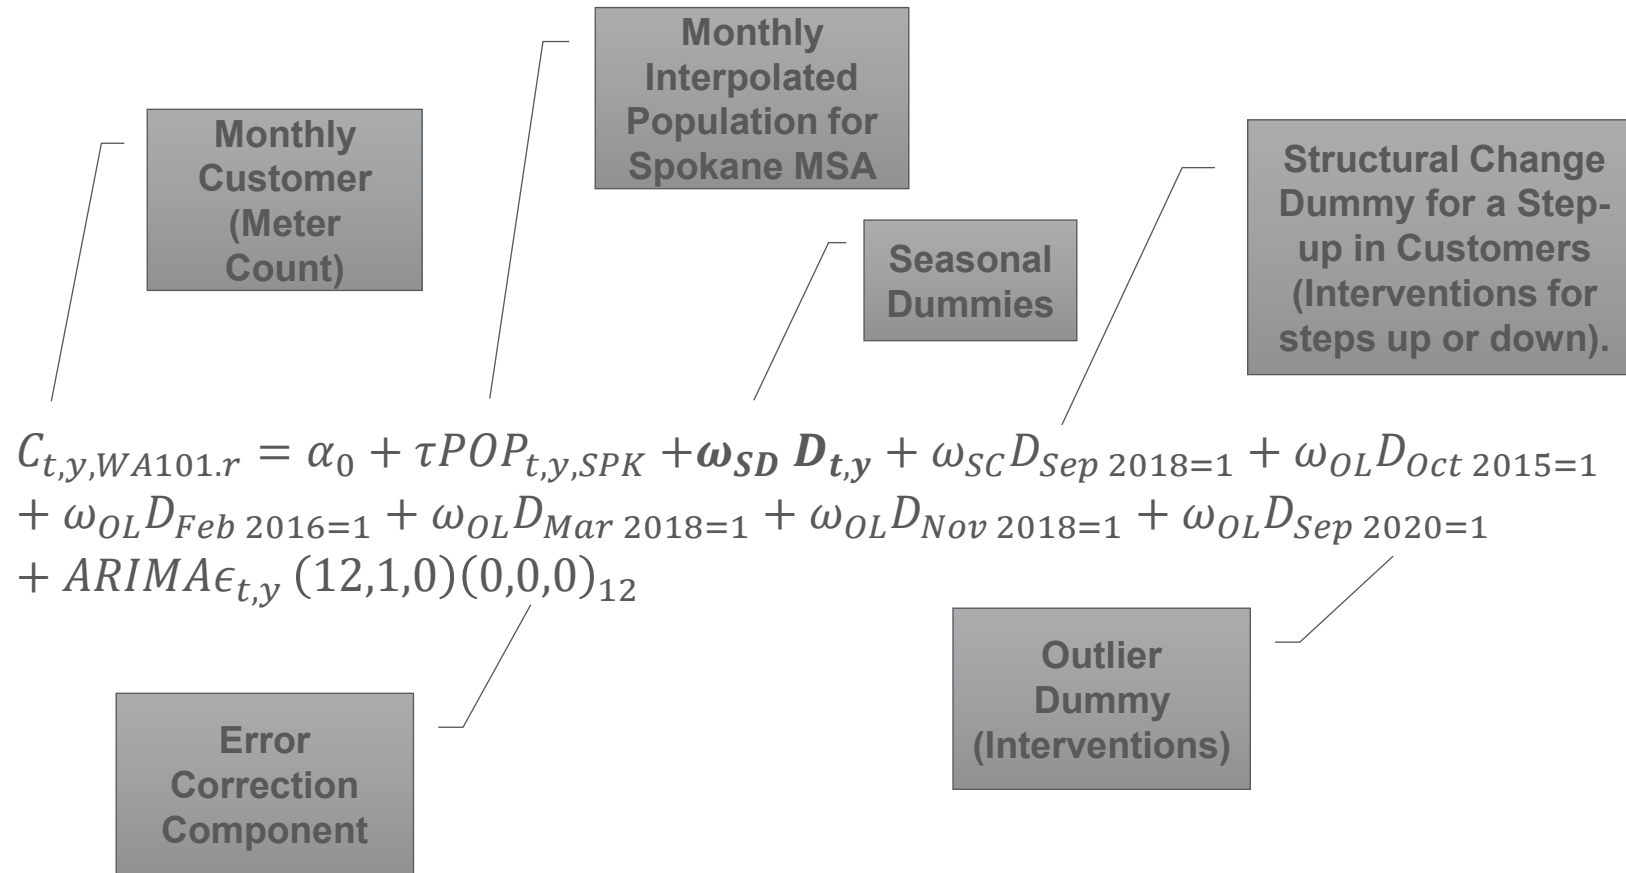 Monthly
Interpolated
Population for
Spokane MSA
Monthly
Customer
(Meter
Count)
Structural Change
Dummy for a Step-
up in Customers
(Interventions for
steps up or down).
Seasonal
Dummies
C_{t,y,WA101.r} = α_0 + τPOP_{t,y,SPK} +ω_{SD} D_{t,y} + ω_{SC}D_{Sep 2018=1} + ω_{OL}D_{Oct 2015=1}
+ ω_{OL}D_{Feb 2016=1} + ω_{OL}D_{Mar 2018=1} + ω_{OL}D_{Nov 2018=1} + ω_{OL}D_{Sep 2020=1}
+ ARIMAϵ_{t,y} (12,1,0)(0,0,0)_{12}
Outlier
Dummy
(Interventions)
Error
Correction
Component